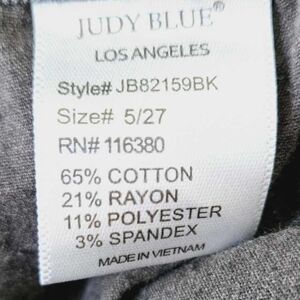 JUDY BLUE®
LOS ANGELES
Style# JB82159BK
Size# 5/27
RN# 116380
65% COTTON
21% RAYON
11% POLYESTER
3% SPANDEX
MADE IN VIETNAM